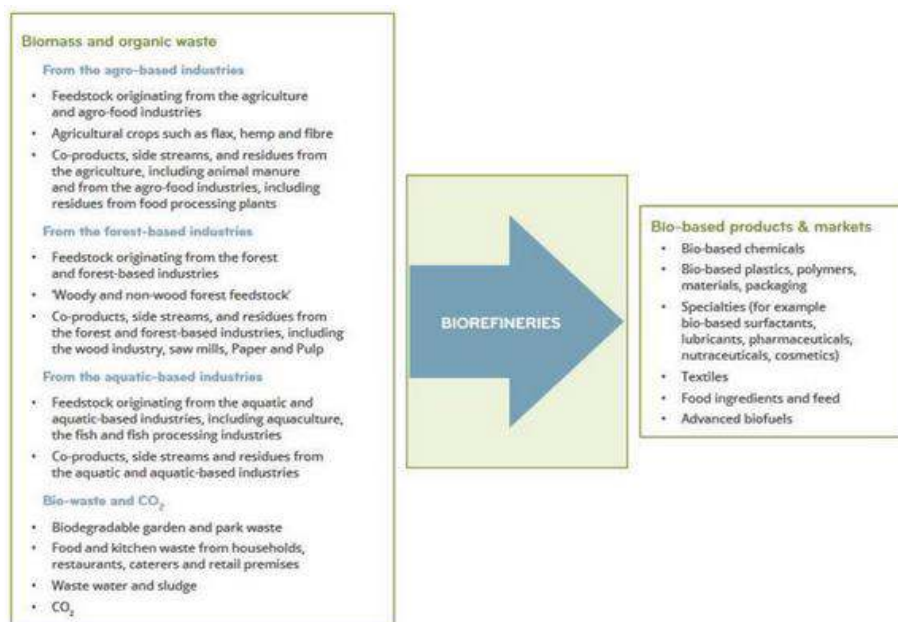 Biomass and organic waste
From the agro-based industries
• Feedstock originating from the agriculture
and agro-food industries
• Agricultural crops such as flax, hemp and fibre
• Co-products, side streams, and residues from
the agriculture, including animal manure
and from the agro-food industries, including
residues from food processing plants
From the forest-based industries
• Feedstock originating from the forest
and forest-based industries
• 'Woody and non-wood forest feedstock'
• Co-products, side streams, and residues from
the forest and forest-based industries, including
the wood industry, saw mills, Paper and Pulp
From the aquatic-based industries
• Feedstock originating from the aquatic and
aquatic-based industries, including aquaculture,
the fish and fish processing industries
• Co-products, side streams and residues from
the aquatic and aquatic-based industries
Bio-waste and CO₂
• Biodegradable garden and park waste
• Food and kitchen waste from households,
restaurants, caterers and retail premises
• Waste water and sludge
• CO₂
BIOREFINERIES
Bio-based products & markets
• Bio-based chemicals
• Bio-based plastics, polymers,
materials, packaging
• Specialties (for example
bio-based surfactants,
lubricants, pharmaceuticals,
nutraceuticals, cosmetics)
• Textiles
• Food ingredients and feed
• Advanced biofuels